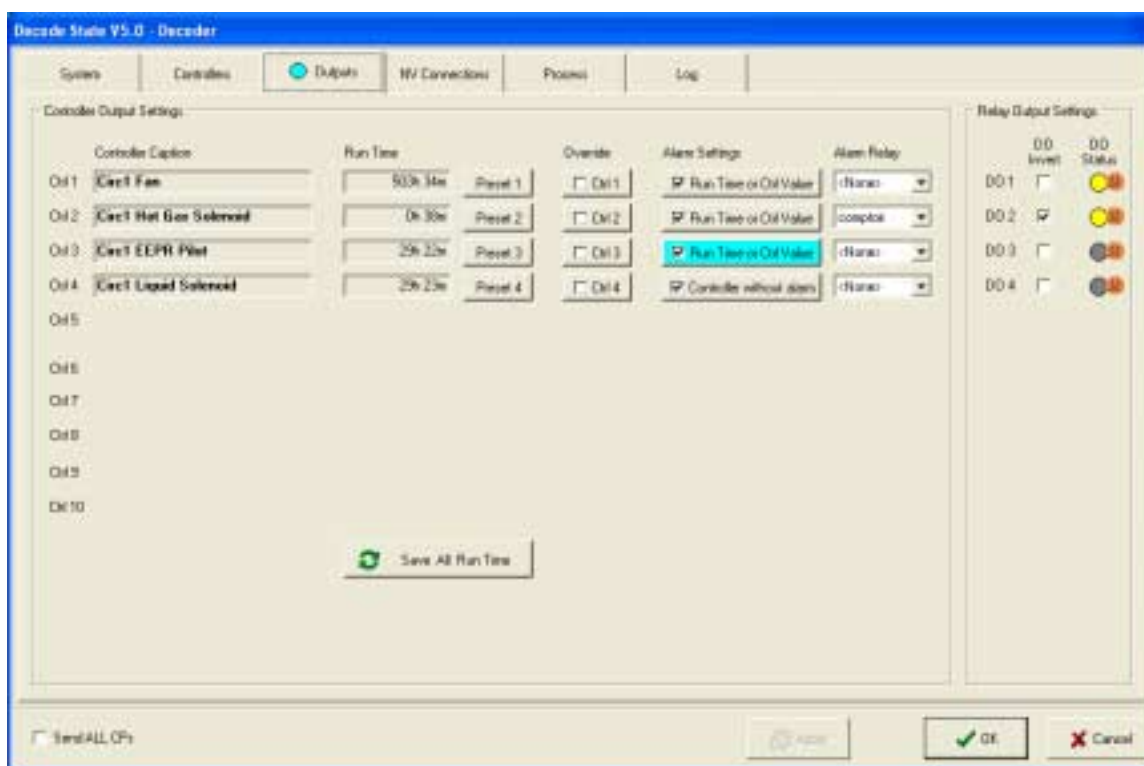 Decode State V5.0 - Decoder
System Controllers Outputs NV Connections Process Log
Controller Output Settings
Relay Output Settings
Controller Caption Run Time Override Alarm Settings Alarm Relay
DO Invert DO Status
Ctrl 1 Circ1 Fan 34m Preset 1 Ctrl 1 Run Time or Ctrl Value <None> DO 1
Ctrl 2 Circ1 Hot Gas Solenoid 0h 38m Preset 2 Ctrl 2 Run Time or Ctrl Value DO 2
Ctrl 3 Circ1 EEPR Pilot 29h 22m Preset 3 Ctrl 3 Run Time or Ctrl Value <None> DO 3
Ctrl 4 Circ1 Liquid Solenoid 29h 23m Preset 4 Ctrl 4 Controller without alarm <None> DO 4
Ctrl 5
Ctrl 6
Ctrl 7
Ctrl 8
Ctrl 9
Ctrl 10
Save All Run Time
Send ALL CPs
Apply OK Cancel